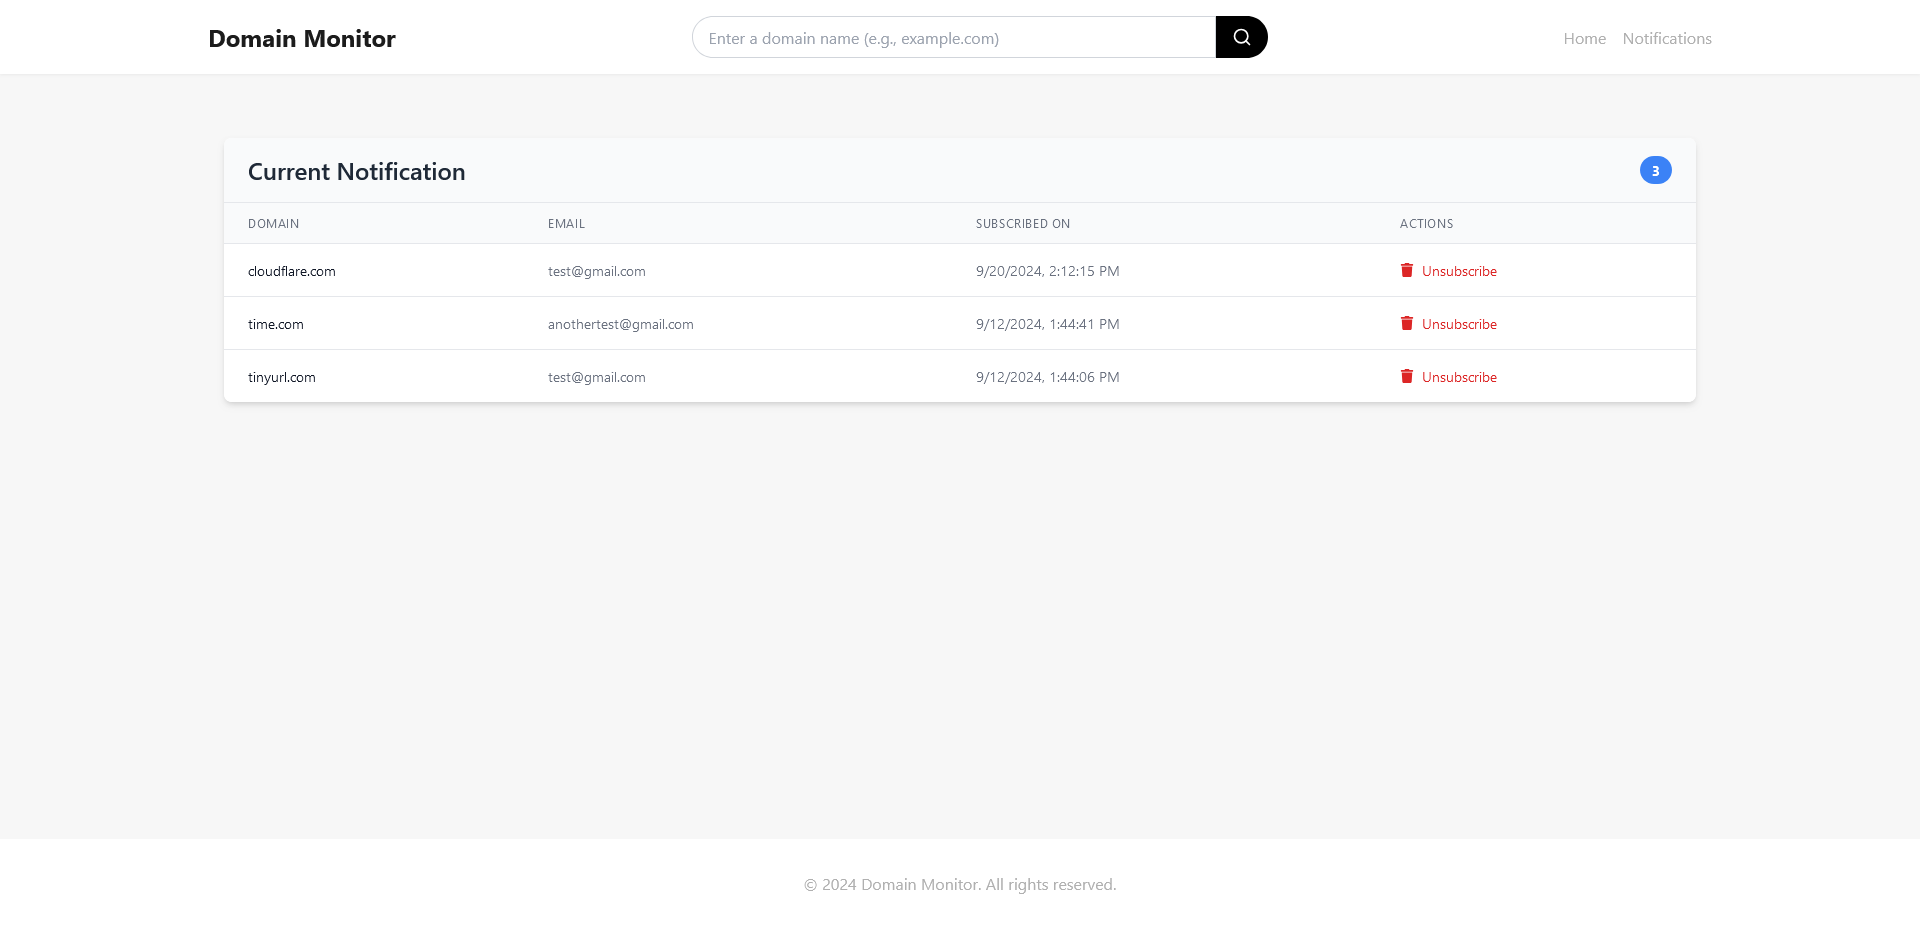 Domain Monitor
Enter a domain name (e.g., example.com)
Home Notifications
Current Notification 3
DOMAIN EMAIL SUBSCRIBED ON ACTIONS
cloudflare.com test@gmail.com 9/20/2024, 2:12:15 PM Unsubscribe
time.com anothertest@gmail.com 9/12/2024, 1:44:41 PM Unsubscribe
tinyurl.com test@gmail.com 9/12/2024, 1:44:06 PM Unsubscribe
© 2024 Domain Monitor. All rights reserved.